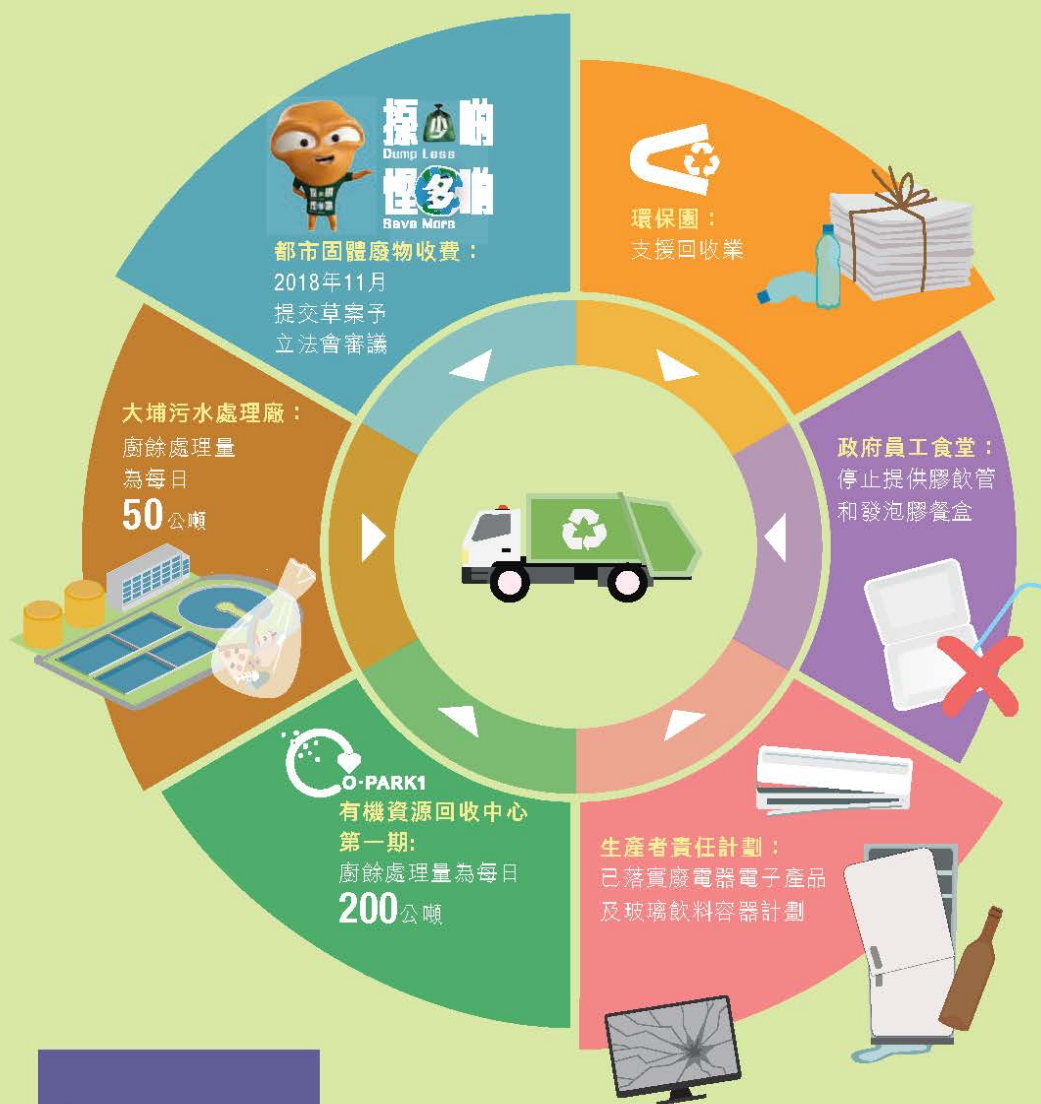 揼少啲
Dump Less
慳多啲
Save More
都市固體廢物收費：
2018年11月
提交草案予
立法會審議
環保園：
支援回收業
政府員工食堂：
停止提供膠飲管
和發泡膠餐盒
生產者責任計劃：
已落實廢電器電子產品
及玻璃飲料容器計劃
O·PARK1
有機資源回收中心
第一期:
廚餘處理量為每日
200公噸
大埔污水處理廠：
廚餘處理量
為每日
50公噸